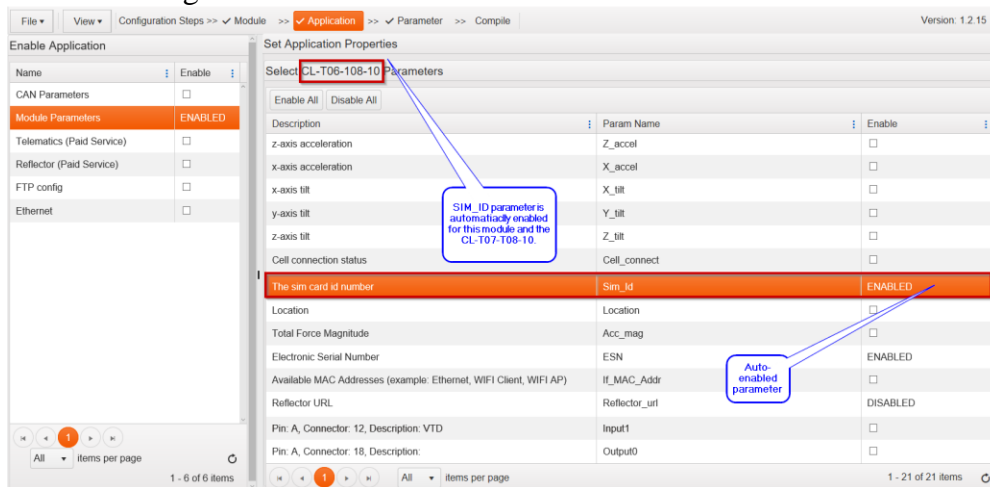 File View Configuration Steps >> Module >> Application >> Parameter >> Compile Version: 1.2.15
Enable Application
Name Enable
CAN Parameters
Module Parameters ENABLED
Telematics (Paid Service)
Reflector (Paid Service)
FTP config
Ethernet
1
All items per page
1 - 6 of 6 items
Set Application Properties
Select CL-T06-108-10 Parameters
Enable All Disable All
Description Param Name Enable
z-axis acceleration Z_accel
x-axis acceleration X_accel
x-axis tilt X_tilt
y-axis tilt Y_tilt
z-axis tilt Z_tilt
Cell connection status Cell_connect
The sim card id number Sim_Id ENABLED
Location Location
Total Force Magnitude Acc_mag
Electronic Serial Number ESN ENABLED
Available MAC Addresses (example: Ethernet, WIFI Client, WIFI AP) If_MAC_Addr
Reflector URL Reflector_url DISABLED
Pin: A, Connector: 12, Description: VTD Input1
Pin: A, Connector: 18, Description: Output0
1 All items per page 1 - 21 of 21 items
SIM_ID parameter is
automatiaclly enabled
for this module and the
CL-T07-T08-10.
Auto-
enabled
parameter